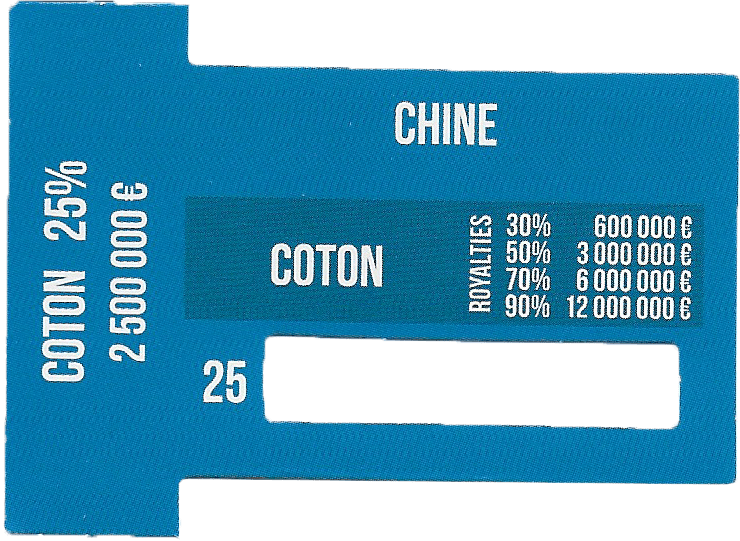 COTON 25%
2 500 000 €
CHINE
COTON
ROYALTIES
30% 600 000 €
50% 3 000 000 €
70% 6 000 000 €
90% 12 000 000 €
25